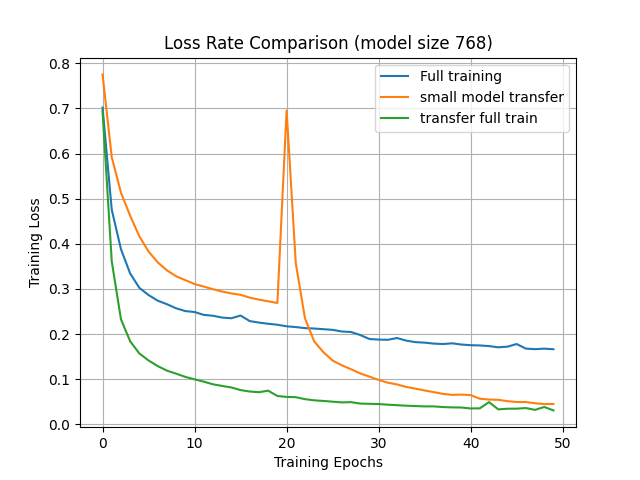 Loss Rate Comparison (model size 768)
Full training
small model transfer
transfer full train
Training Loss
0.8
0.7
0.6
0.5
0.4
0.3
0.2
0.1
0.0
0 10 20 30 40 50
Training Epochs